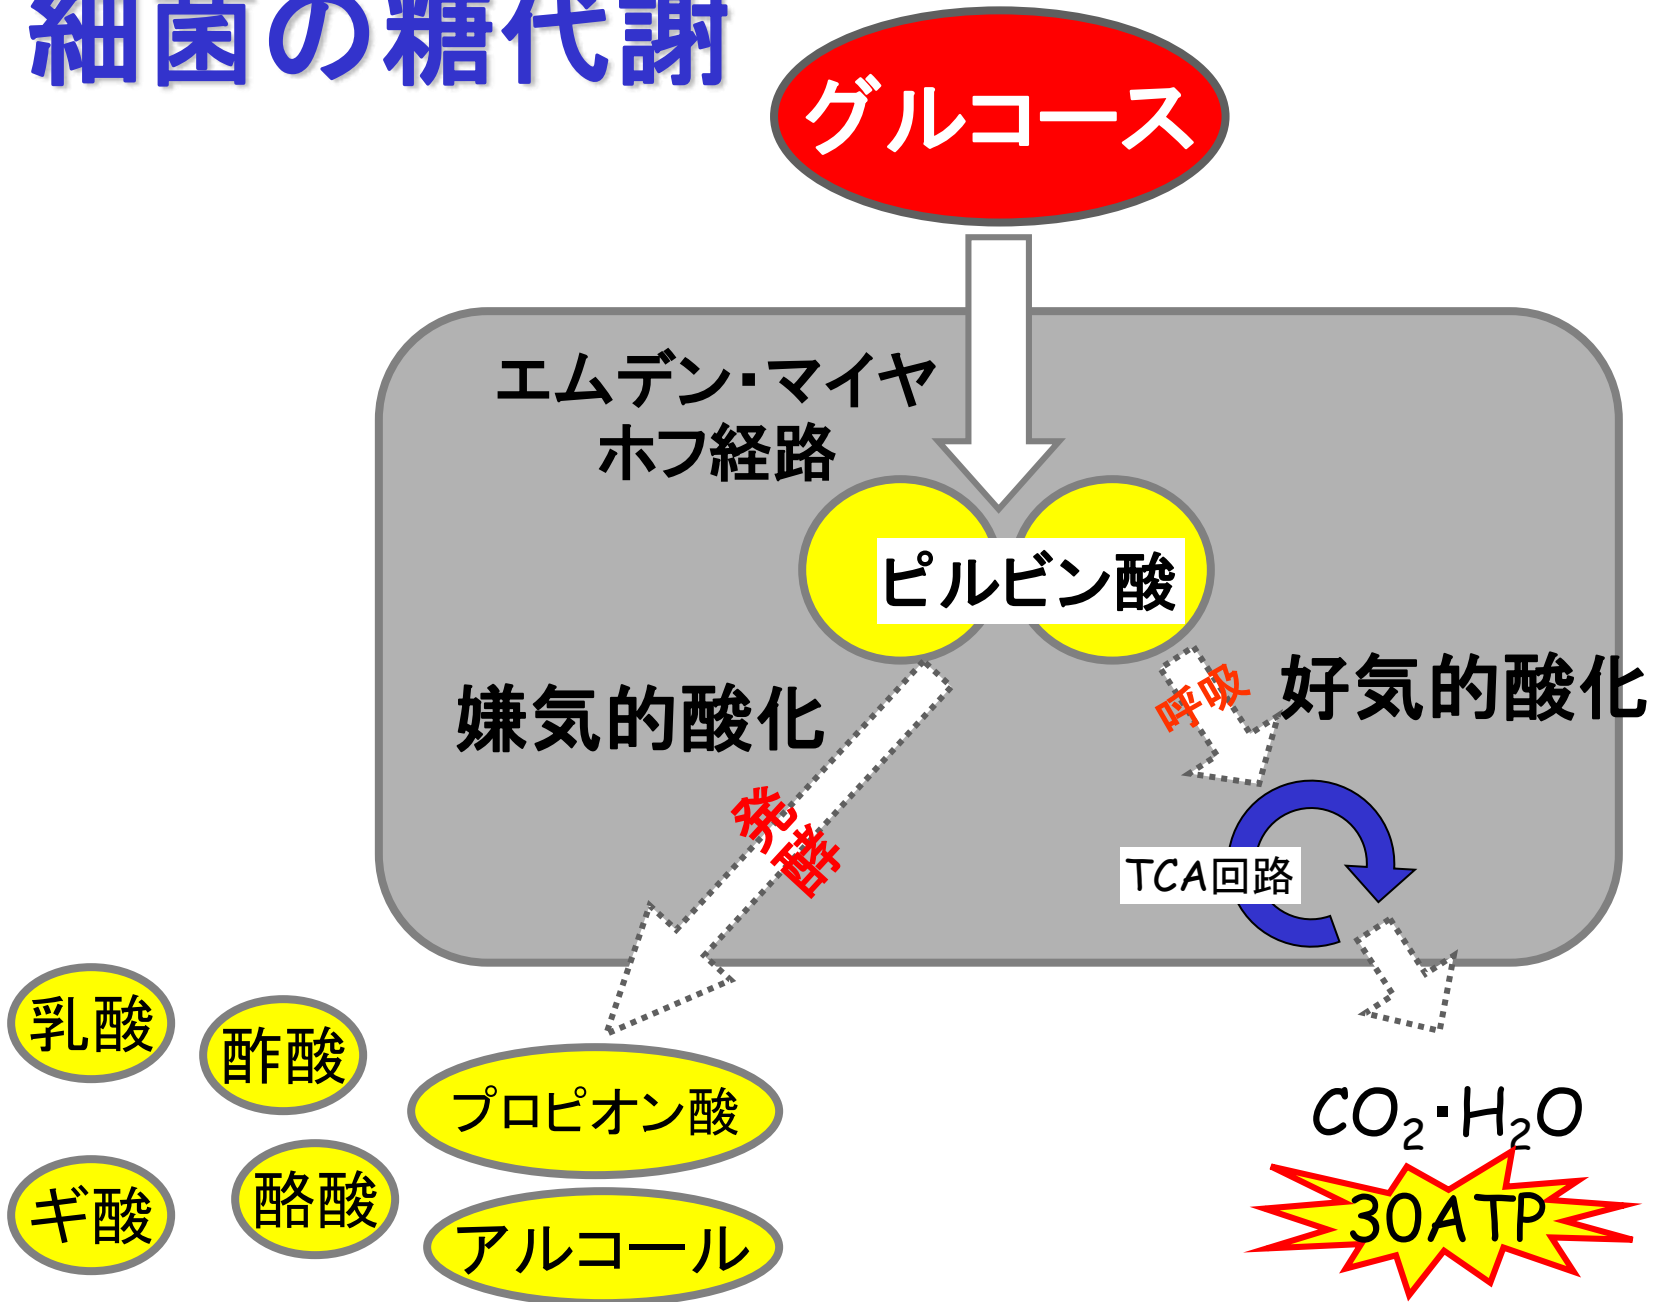 細菌の糖代謝
グルコース
エムデン・マイヤ
ホフ経路
ピルビン酸
嫌気的酸化
呼吸
好気的酸化
発
酵
TCA回路
乳酸
酢酸
プロピオン酸
ギ酸
酪酸
アルコール
CO₂・H₂O
30ATP